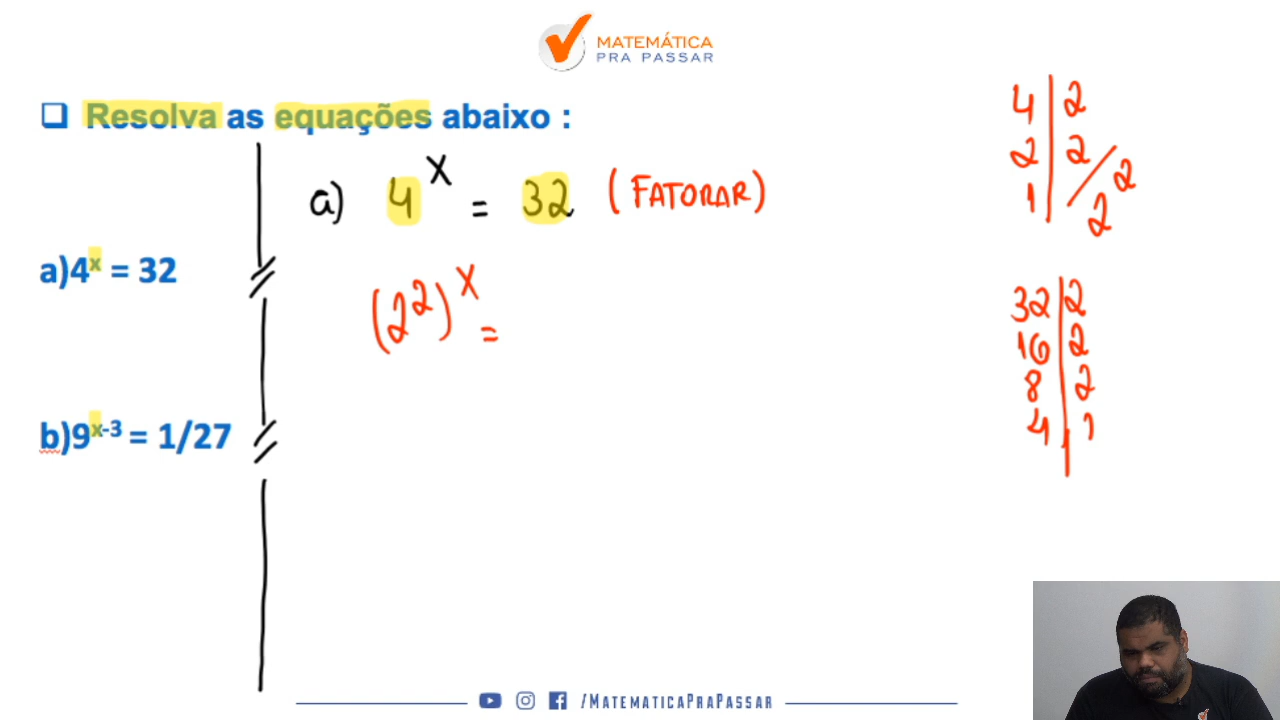 MATEMÁTICA
PRA PASSAR
❑ Resolva as equações abaixo :
a) 4^x = 32 (FATORAR)
a)4^x = 32
(2^2)^x =
b)9^x-3 = 1/27
4 | 2
2 | 2
1 | / 2^2
32 | 2
16 | 2
8 | 2
4 |
/MATEMATICAPRAPASSAR